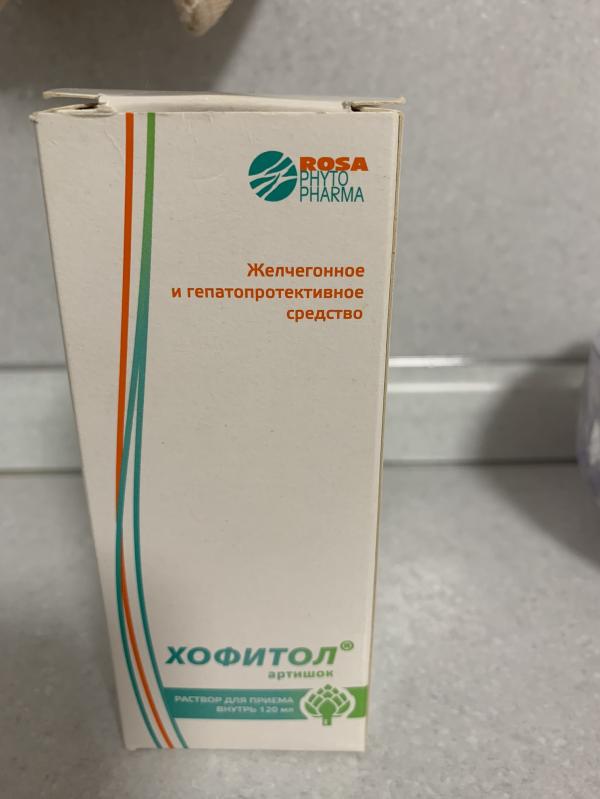 ROSA
PHYTO
PHARMA
Желчегонное
и гепатопротективное
средство
ХОФИТОЛ®
артишок
РАСТВОР ДЛЯ ПРИЕМА
ВНУТРЬ 120 мл